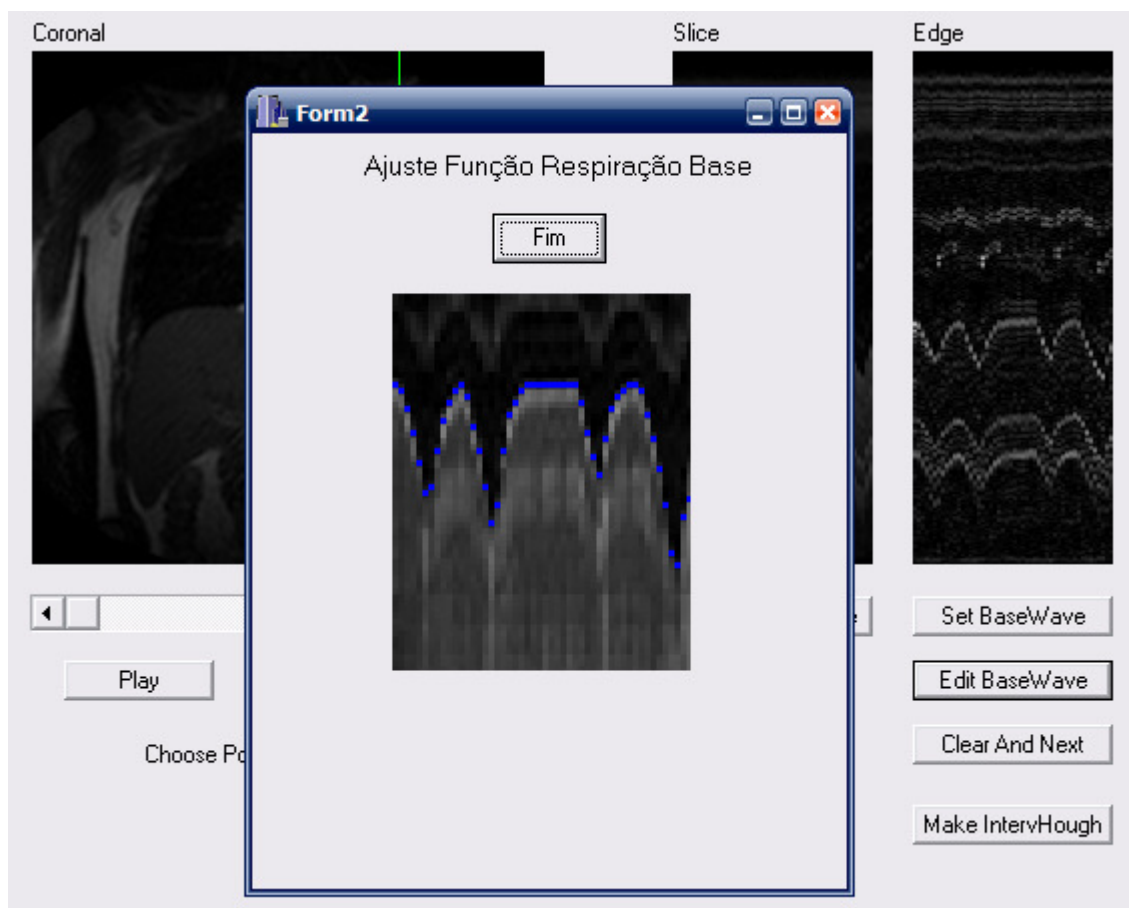 Coronal
Slice
Edge
Form2
Ajuste Função Respiração Base
Fim
Set BaseWave
Play
Edit BaseWave
Choose
Clear And Next
Make IntervHough